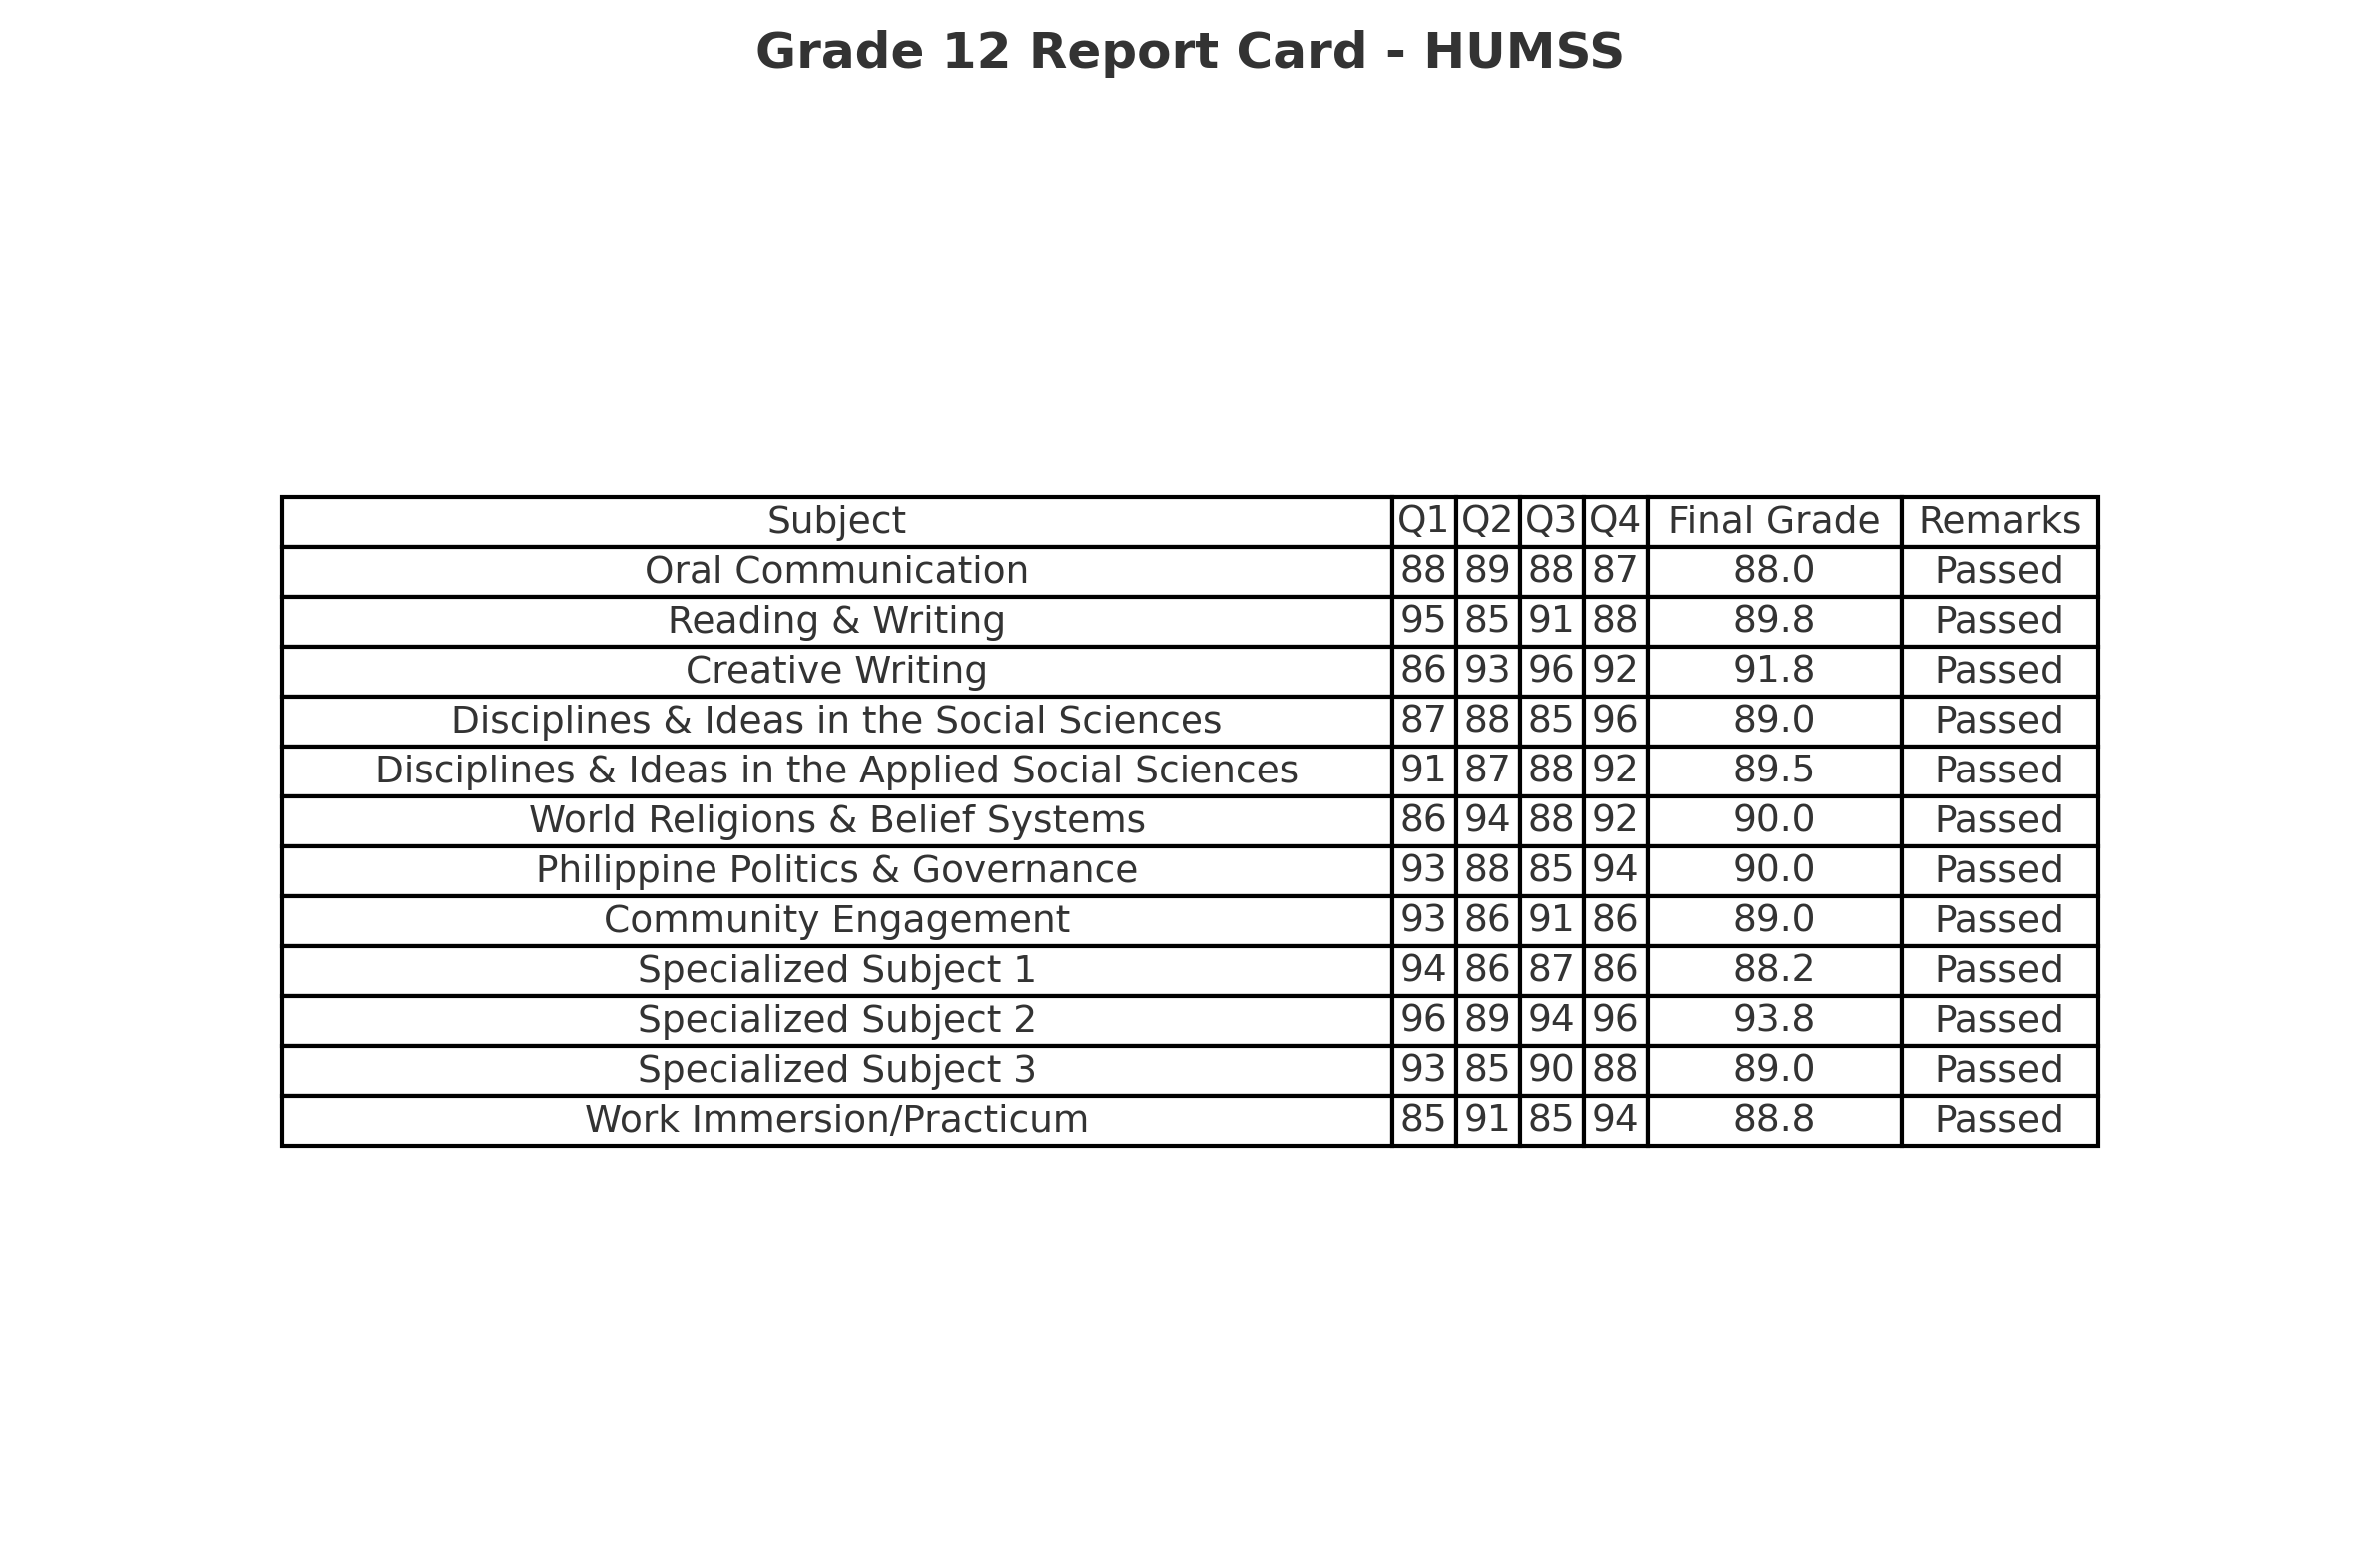 Grade 12 Report Card - HUMSS
Subject Q1 Q2 Q3 Q4 Final Grade Remarks
Oral Communication 88 89 88 87 88.0 Passed
Reading & Writing 95 85 91 88 89.8 Passed
Creative Writing 86 93 96 92 91.8 Passed
Disciplines & Ideas in the Social Sciences 87 88 85 96 89.0 Passed
Disciplines & Ideas in the Applied Social Sciences 91 87 88 92 89.5 Passed
World Religions & Belief Systems 86 94 88 92 90.0 Passed
Philippine Politics & Governance 93 88 85 94 90.0 Passed
Community Engagement 93 86 91 86 89.0 Passed
Specialized Subject 1 94 86 87 86 88.2 Passed
Specialized Subject 2 96 89 94 96 93.8 Passed
Specialized Subject 3 93 85 90 88 89.0 Passed
Work Immersion/Practicum 85 91 85 94 88.8 Passed